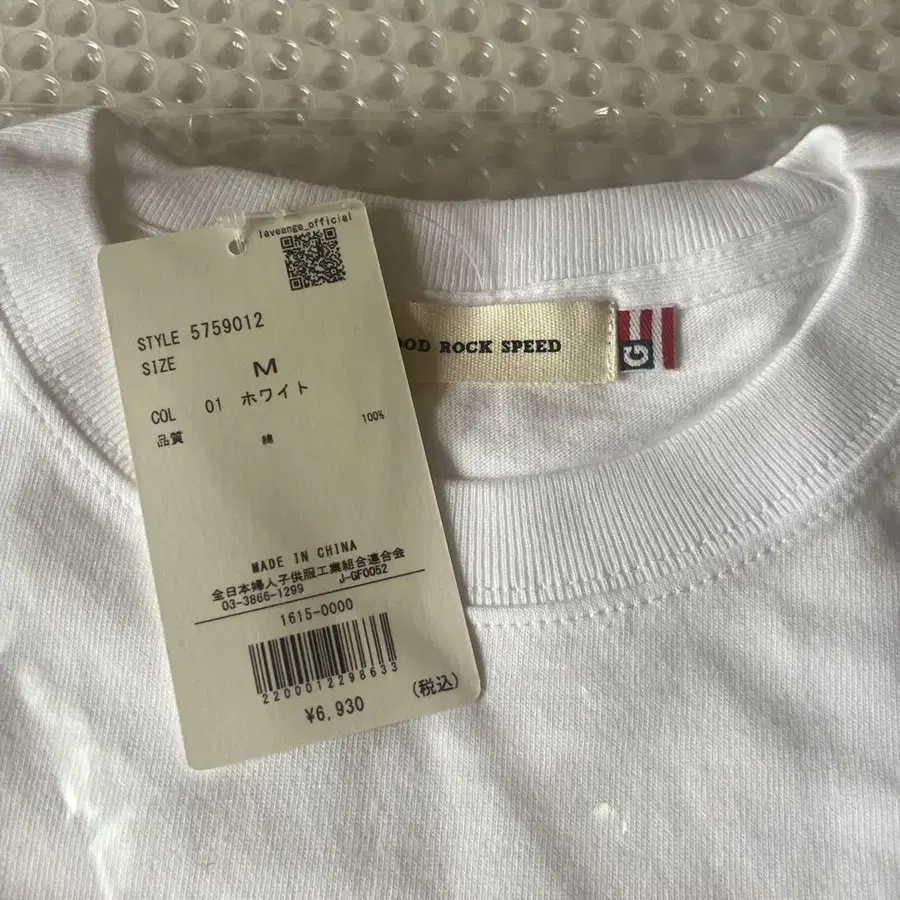 laveange_official
STYLE 5759012
SIZE M
COL 01 ホワイト
品質 綿 100%
MADE IN CHINA
全日本婦人子供服工業組合連合会
03-3866-1299 J-GF0052
1615-0000
2200012298633
¥6,930 (税込)
ROCK SPEED
G